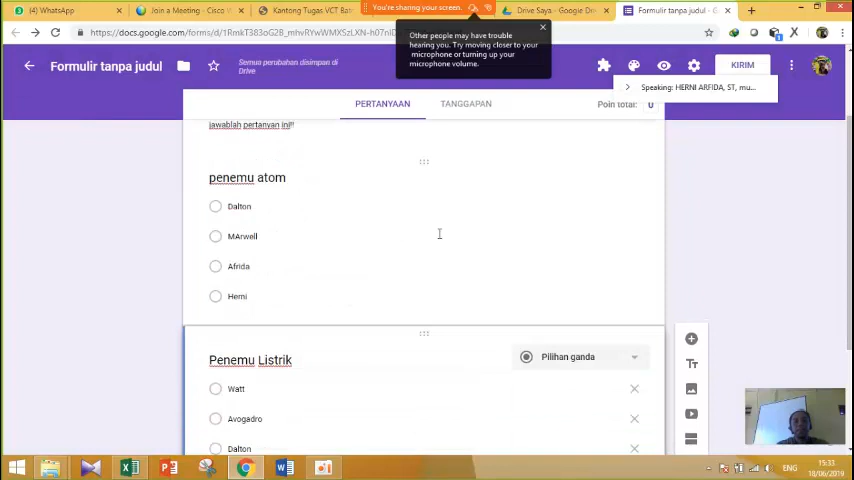 (4) WhatsApp
Join a Meeting - Cisco W
Kantong Tugas VCT Bat
You're sharing your screen.
Drive Saya - Google Dri
Formulir tanpa judul - G
Other people may have trouble
hearing you. Try moving closer to your
microphone or turning up your
microphone volume.
Formulir tanpa judul
Semua perubahan disimpan di
Drive
KIRIM
Speaking: HERNI ARFIDA, ST, mu...
PERTANYAAN
TANGGAPAN
Poin total: 0
jawablah pertanyan ini!!
penemu atom
Dalton
MArwell
Afrida
Herni
Penemu Listrik
Pilihan ganda
Watt
Avogadro
Dalton
ENG
15:33
18/06/2019